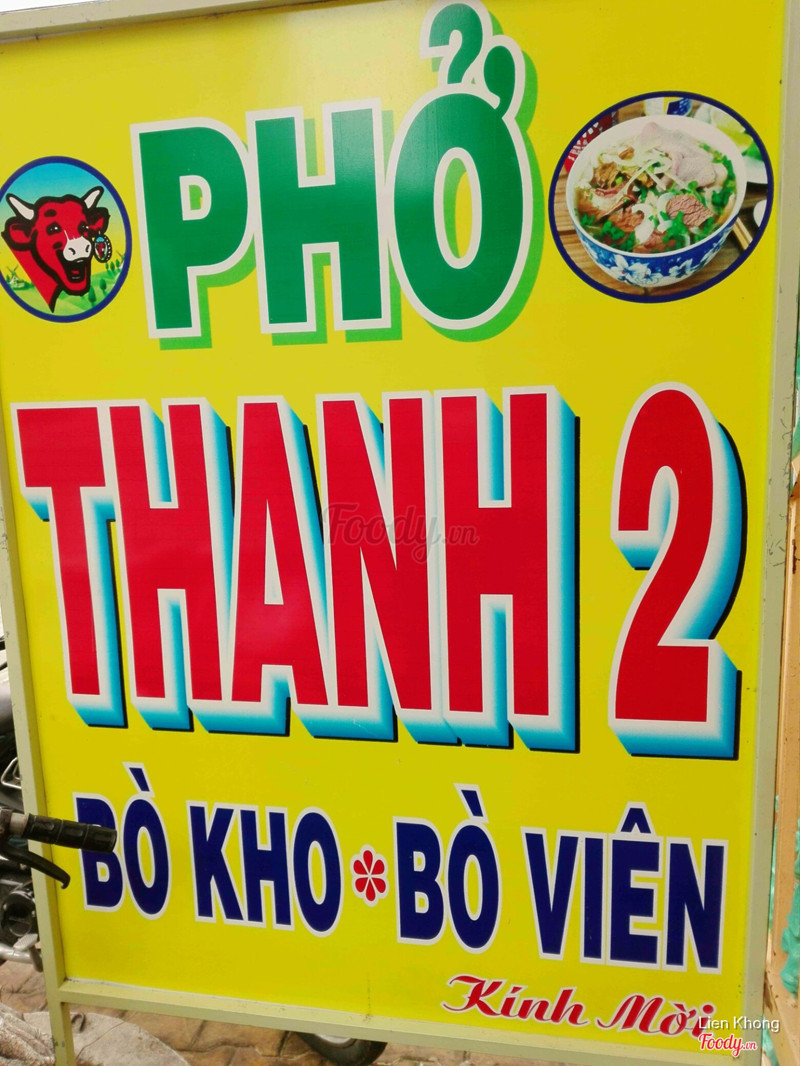 PHỞ
THANH 2
Foody.vn
BÒ KHO * BÒ VIÊN
Kính Mời
Lien Khong
Foody.vn